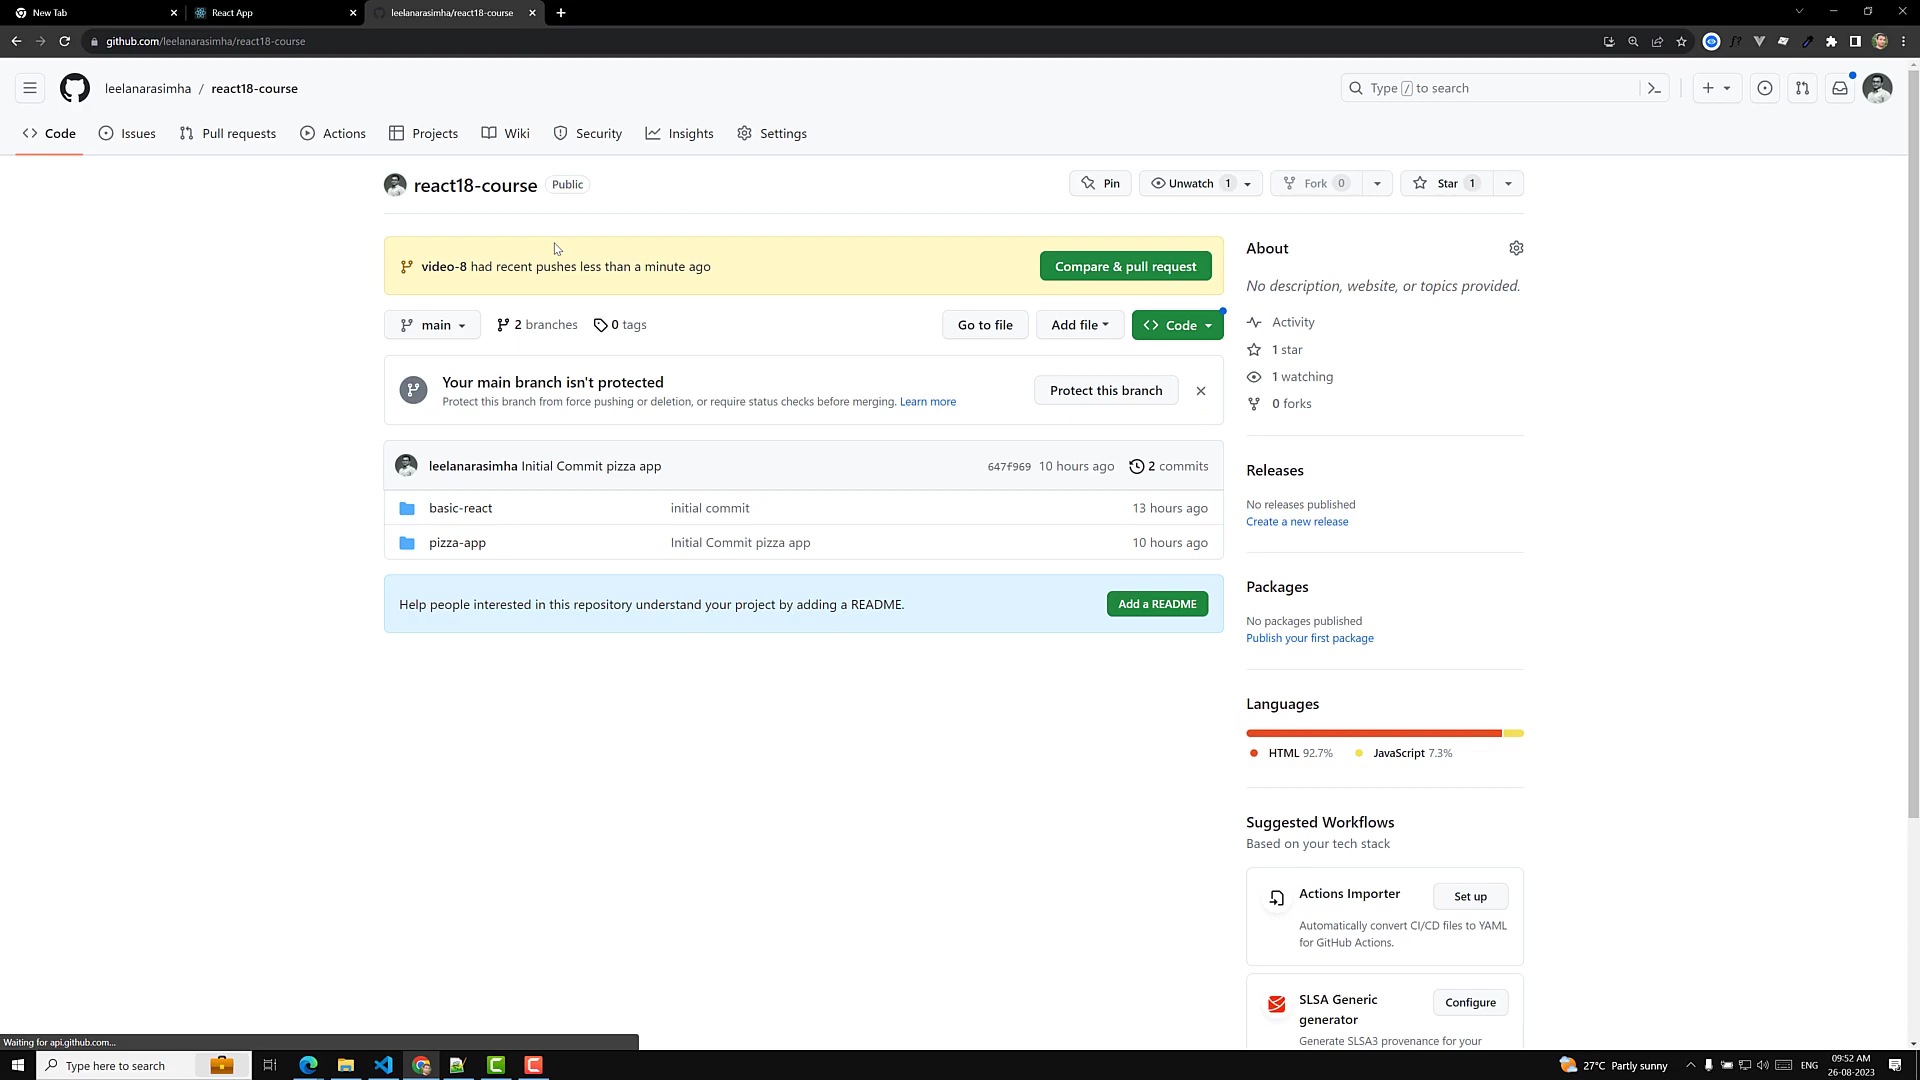 New Tab
React App
leelanarasimha/react18-course
github.com/leelanarasimha/react18-course
leelanarasimha / react18-course
Type / to search
Code
Issues
Pull requests
Actions
Projects
Wiki
Security
Insights
Settings
react18-course
Public
Pin
Unwatch 1
Fork 0
Star 1
video-8 had recent pushes less than a minute ago
Compare & pull request
main
2 branches
0 tags
Go to file
Add file
Code
Your main branch isn't protected
Protect this branch from force pushing or deletion, or require status checks before merging. Learn more
Protect this branch
leelanarasimha Initial Commit pizza app
647f969 10 hours ago
2 commits
basic-react initial commit 13 hours ago
pizza-app Initial Commit pizza app 10 hours ago
Help people interested in this repository understand your project by adding a README.
Add a README
About
No description, website, or topics provided.
Activity
1 star
1 watching
0 forks
Releases
No releases published
Create a new release
Packages
No packages published
Publish your first package
Languages
HTML 92.7%
JavaScript 7.3%
Suggested Workflows
Based on your tech stack
Actions Importer
Set up
Automatically convert CI/CD files to YAML
for GitHub Actions.
SLSA Generic
generator
Configure
Generate SLSA3 provenance for your
Waiting for api.github.com...
Type here to search
27°C Partly sunny
ENG
09:52 AM
26-08-2023